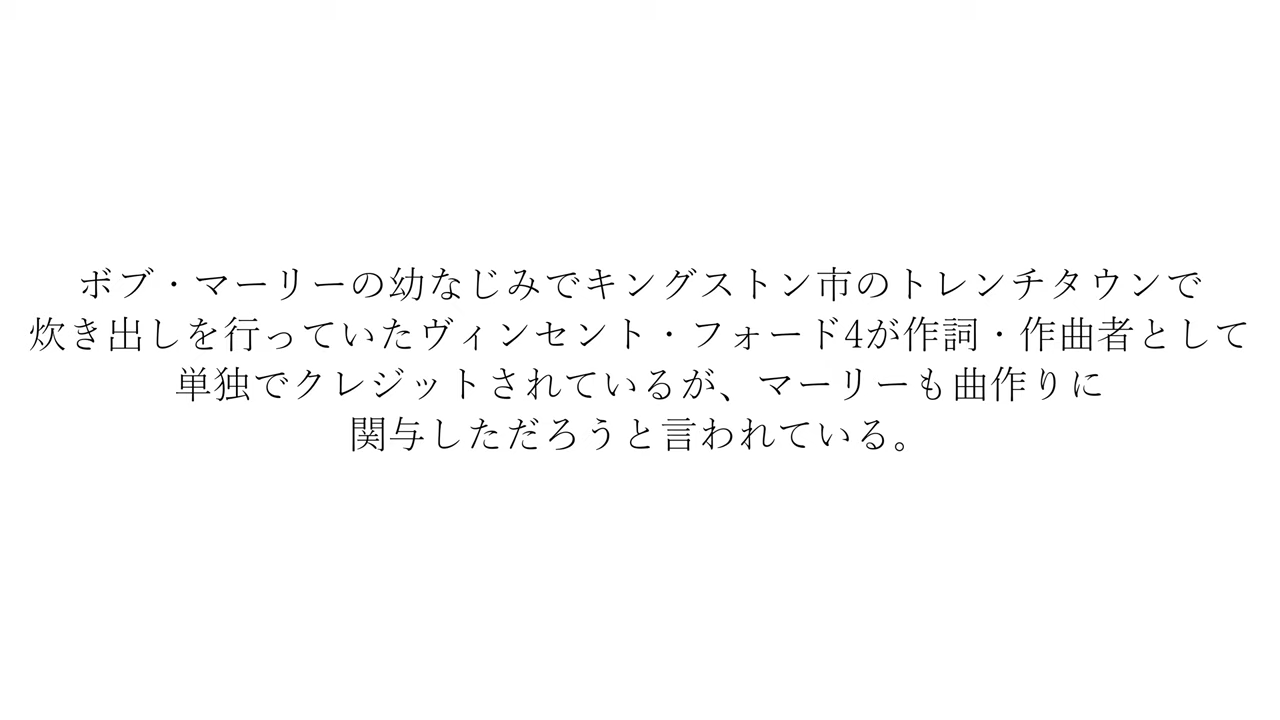 ボブ・マーリーの幼なじみでキングストン市のトレンチタウンで
炊き出しを行っていたヴィンセント・フォード4が作詞・作曲者として
単独でクレジットされているが、マーリーも曲作りに
関与しただろうと言われている。